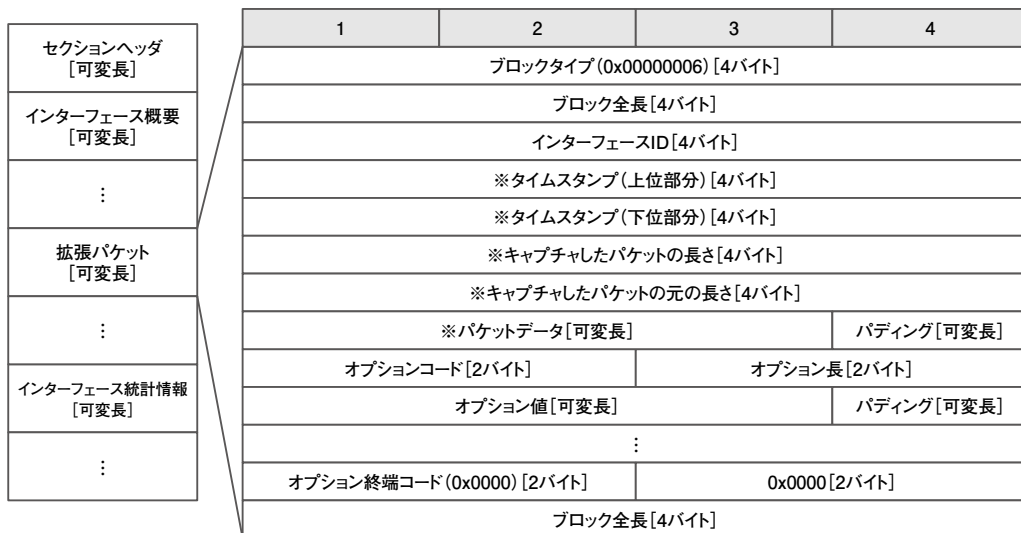 セクションヘッダ
[可変長]
インターフェース概要
[可変長]
⋮
拡張パケット
[可変長]
⋮
インターフェース統計情報
[可変長]
⋮
1 2 3 4
ブロックタイプ(0x00000006)[4バイト]
ブロック全長[4バイト]
インターフェースID[4バイト]
※タイムスタンプ(上位部分)[4バイト]
※タイムスタンプ(下位部分)[4バイト]
※キャプチャしたパケットの長さ[4バイト]
※キャプチャしたパケットの元の長さ[4バイト]
※パケットデータ[可変長] パディング[可変長]
オプションコード[2バイト] オプション長[2バイト]
オプション値[可変長] パディング[可変長]
⋮
オプション終端コード(0x0000)[2バイト] 0x0000[2バイト]
ブロック全長[4バイト]